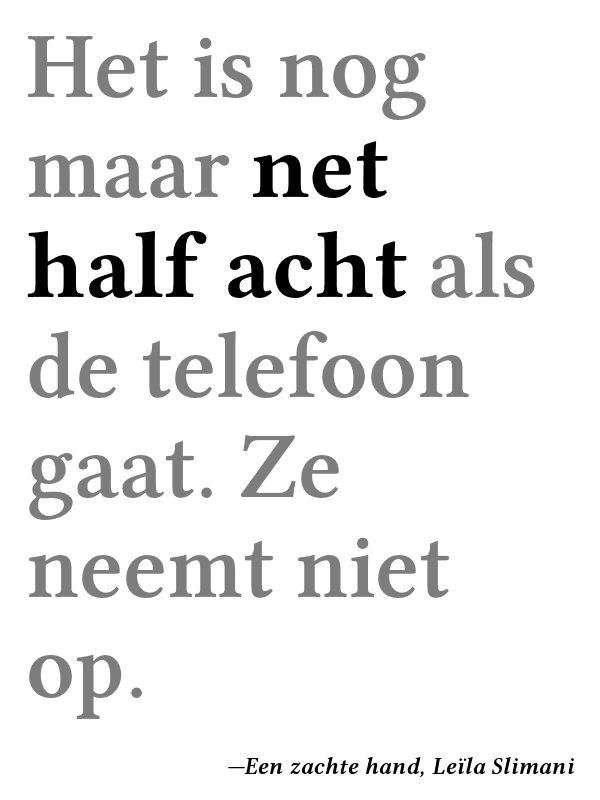 Het is nog
maar net
half acht als
de telefoon
gaat. Ze
neemt niet
op.
—Een zachte hand, Leïla Slimani